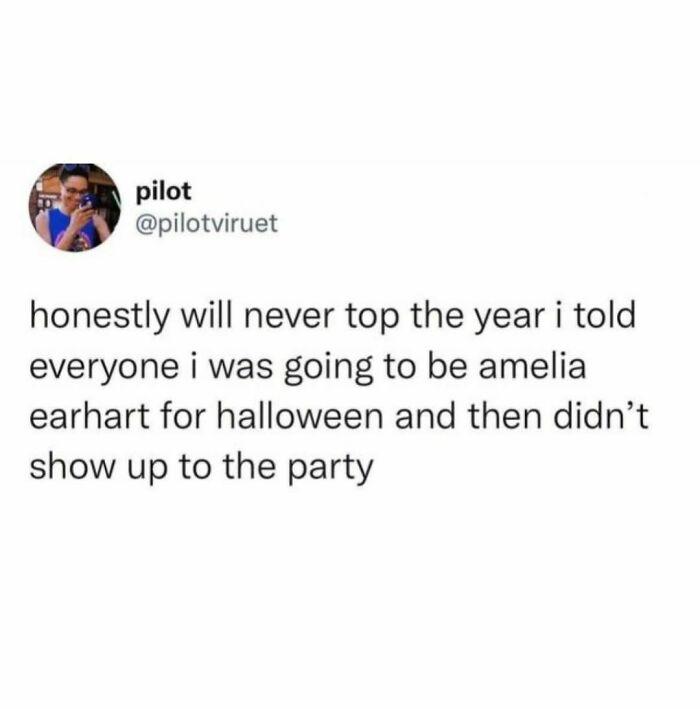 pilot
@pilotviruet
honestly will never top the year i told
everyone i was going to be amelia
earhart for halloween and then didn’t
show up to the party